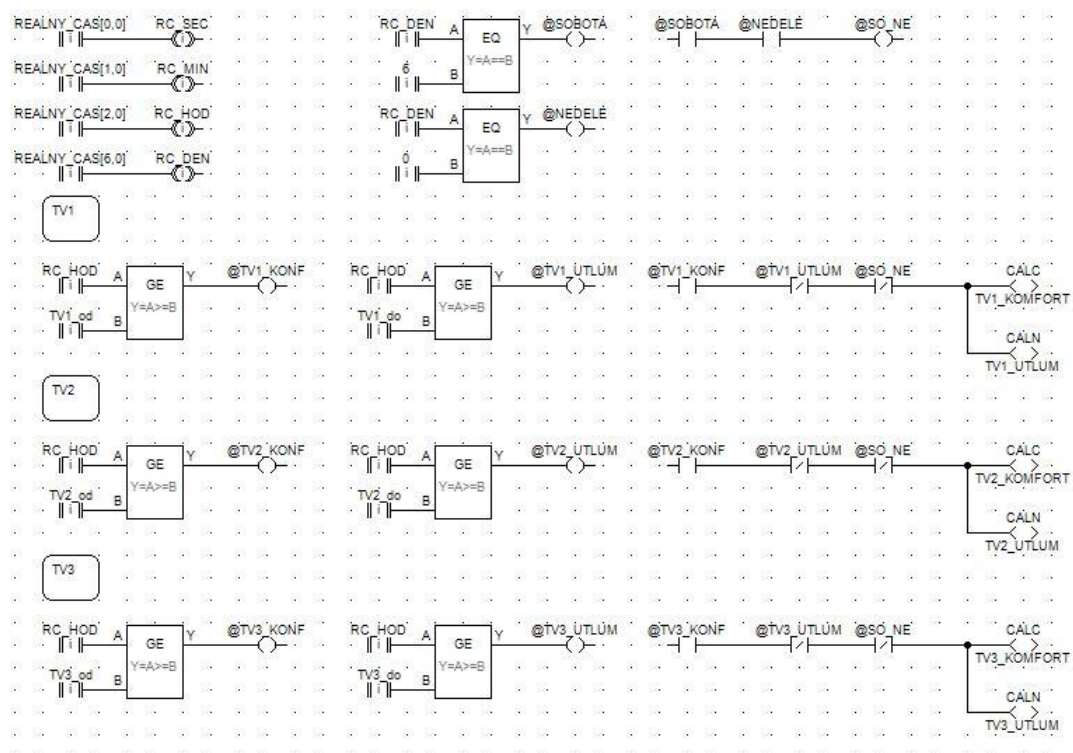 REALNY_CAS[0,0] RC_SEC RC_DEN A EQ Y @SOBOTA @SOBOTA @NEDELE @SO_NE
i i i Y=A==B
REALNY_CAS[1,0] RC_MIN 6 B
i i i
REALNY_CAS[2,0] RC_HOD RC_DEN A EQ Y @NEDELE
i i i Y=A==B
REALNY_CAS[6,0] RC_DEN 0 B
i i i
TV1
RC_HOD A GE Y @TV1_KONF RC_HOD A GE Y @TV1_UTLUM @TV1_KONF @TV1_UTLUM @SO_NE CALC
i Y=A>=B i Y=A>=B TV1_KOMFORT
TV1_od B TV1_do B
i i CALN
TV1_UTLUM
TV2
RC_HOD A GE Y @TV2_KONF RC_HOD A GE Y @TV2_UTLUM @TV2_KONF @TV2_UTLUM @SO_NE CALC
i Y=A>=B i Y=A>=B TV2_KOMFORT
TV2_od B TV2_do B
i i CALN
TV2_UTLUM
TV3
RC_HOD A GE Y @TV3_KONF RC_HOD A GE Y @TV3_UTLUM @TV3_KONF @TV3_UTLUM @SO_NE CALC
i Y=A>=B i Y=A>=B TV3_KOMFORT
TV3_od B TV3_do B
i i CALN
TV3_UTLUM